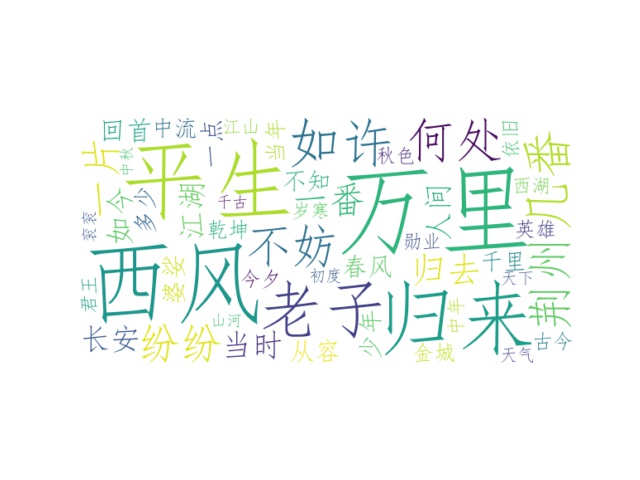 回首
中流
一点
江山
当年
如许
秋色
何处
依旧
几番
一片
中秋
平生
万里
如今
多少
江湖
千古
不知
岁寒
一番
人间
西湖
衮衮
乾坤
不妨
勋业
英雄
荆州
君王
西风
婆娑
今夕
初度
春风
归去
千里
天下
老子
归来
山河
长安
纷纷
当时
从容
少年
中年
金城
古今
天气